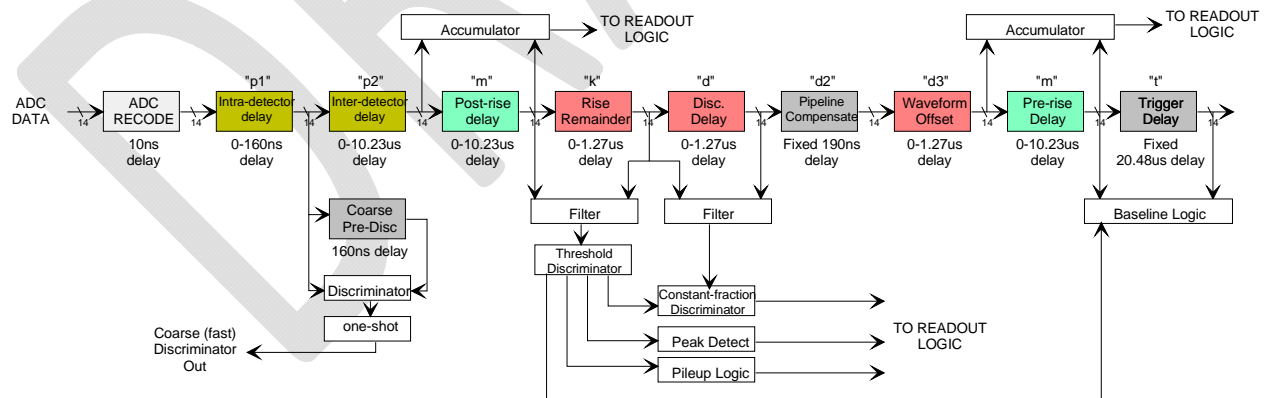 TO READOUT
LOGIC
Accumulator
TO READOUT
LOGIC
Accumulator
"p1"
"p2"
"m"
"k"
"d"
"d2"
"d3"
"m"
"t"
ADC
DATA
14
ADC
RECODE
14
Intra-detector
delay
14
Inter-detector
delay
14
Post-rise
delay
14
Rise
Remainder
14
Disc.
Delay
14
Pipeline
Compensate
14
Waveform
Offset
14
Pre-rise
Delay
14
Trigger
Delay
14
10ns
delay
0-160ns
delay
0-10.23us
delay
0-10.23us
delay
0-1.27us
delay
0-1.27us
delay
Fixed 190ns
delay
0-1.27us
delay
0-10.23us
delay
Fixed
20.48us delay
Coarse
Pre-Disc
160ns delay
Filter
Filter
Baseline Logic
Threshold
Discriminator
Discriminator
one-shot
Coarse (fast)
Discriminator
Out
Constant-fraction
Discriminator
Peak Detect
Pileup Logic
TO READOUT
LOGIC